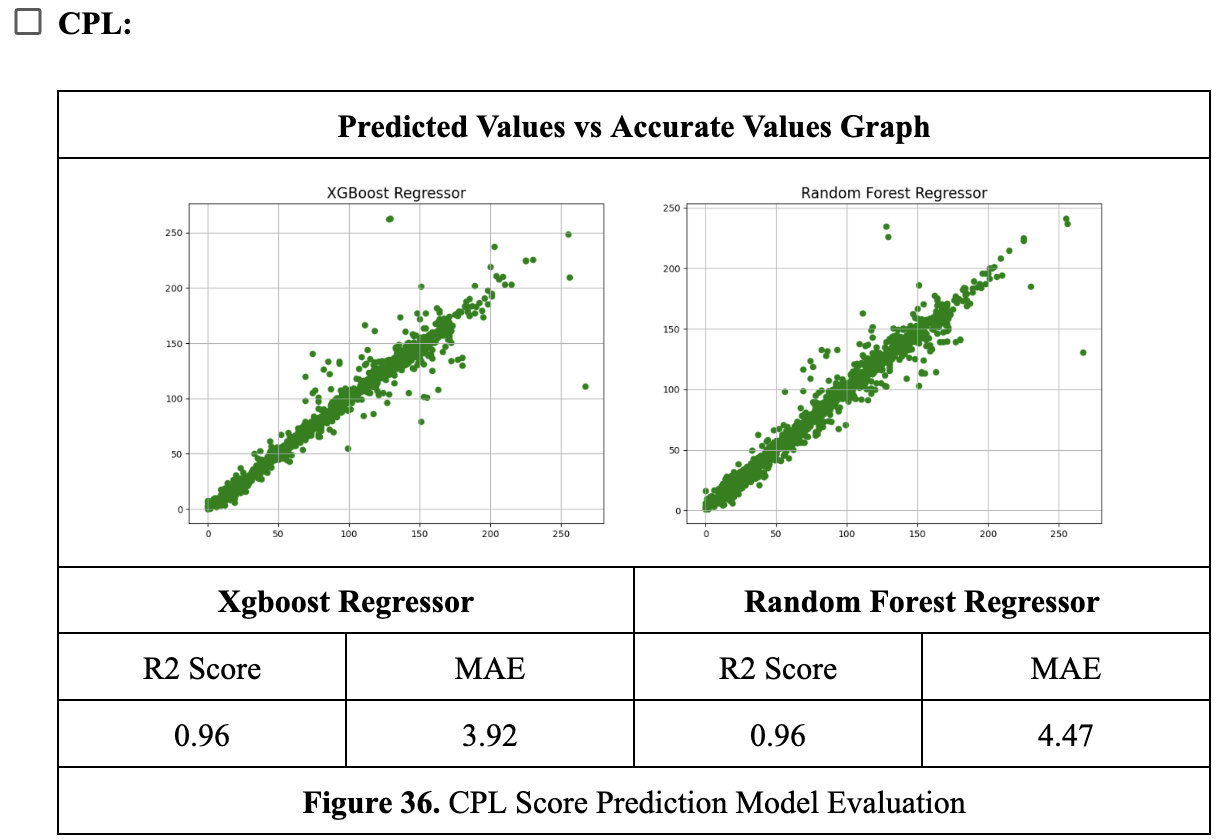 CPL:
Predicted Values vs Accurate Values Graph
XGBoost Regressor
250
200
150
100
50
0
0 50 100 150 200 250
Random Forest Regressor
250
200
150
100
50
0
0 50 100 150 200 250
Xgboost Regressor Random Forest Regressor
R2 Score MAE R2 Score MAE
0.96 3.92 0.96 4.47
Figure 36. CPL Score Prediction Model Evaluation